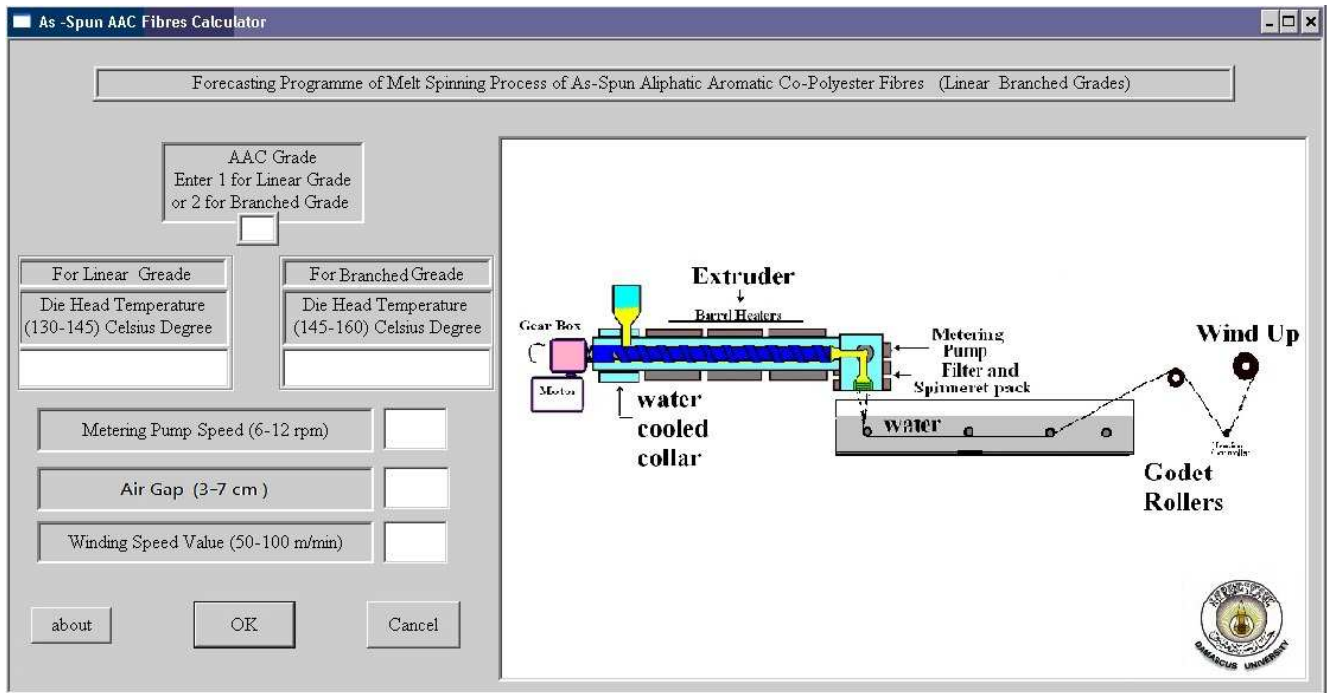 As -Spun AAC Fibres Calculator
Forecasting Programme of Melt Spinning Process of As-Spun Aliphatic Aromatic Co-Polyester Fibres (Linear Branched Grades)
AAC Grade
Enter 1 for Linear Grade
or 2 for Branched Grade
For Linear Greade
Die Head Temperature
(130-145) Celsius Degree
For Branched Greade
Die Head Temperature
(145-160) Celsius Degree
Metering Pump Speed (6-12 rpm)
Air Gap (3-7 cm )
Winding Speed Value (50-100 m/min)
about
OK
Cancel
Extruder
Barrel Heaters
Gear Box
Motor
water
cooled
collar
Metering
Pump
Filter and
Spinneret pack
water
Wind Up
Godet
Rollers
DAMASCUS UNIVERSITY